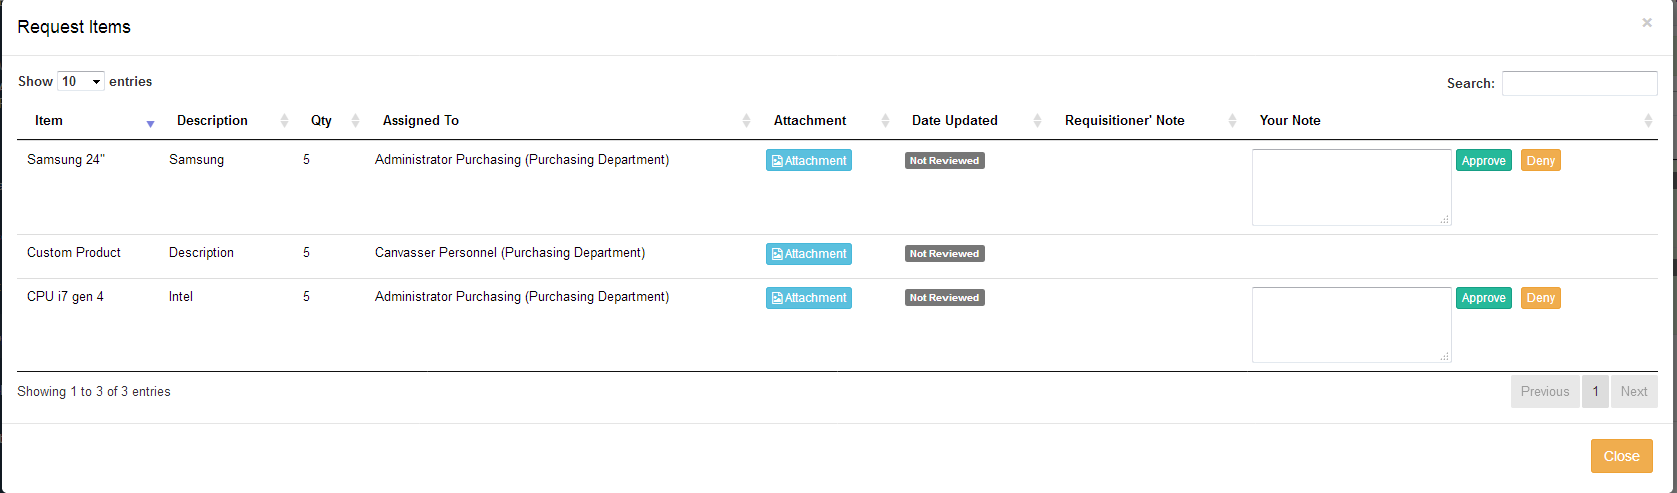 Request Items ×
Show 10 entries Search:
Item Description Qty Assigned To Attachment Date Updated Requisitioner' Note Your Note
Samsung 24" Samsung 5 Administrator Purchasing (Purchasing Department) Attachment Not Reviewed Approve Deny
Custom Product Description 5 Canvasser Personnel (Purchasing Department) Attachment Not Reviewed
CPU i7 gen 4 Intel 5 Administrator Purchasing (Purchasing Department) Attachment Not Reviewed Approve Deny
Showing 1 to 3 of 3 entries Previous 1 Next
Close